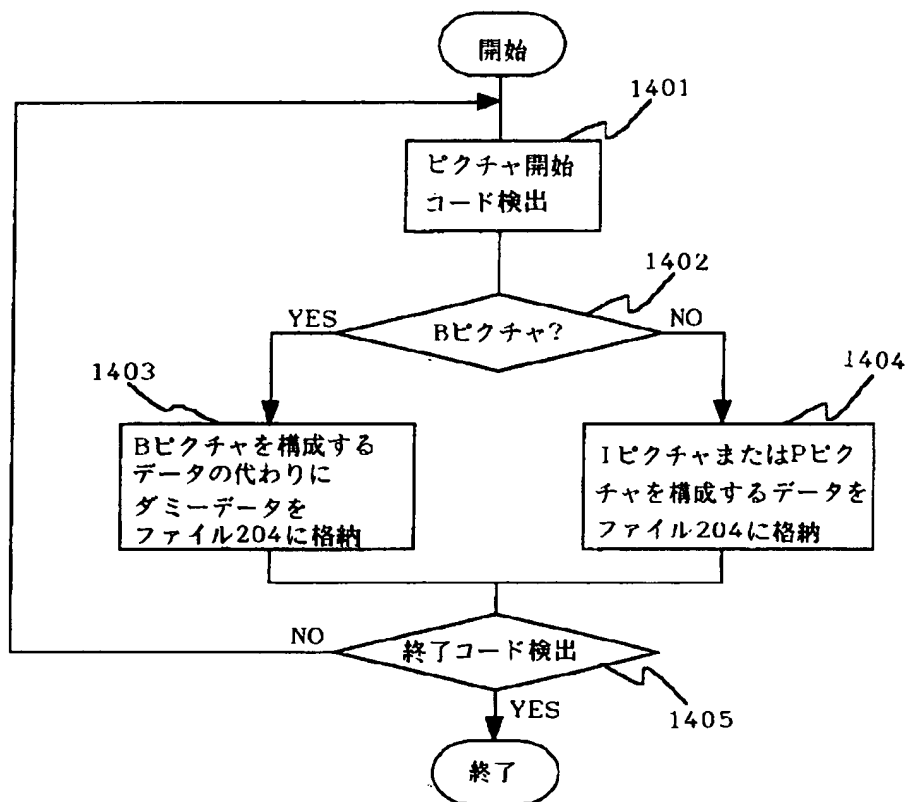 開始
1401
ピクチャ開始
コード検出
1402
YES
Bピクチャ?
NO
1403
1404
Bピクチャを構成する
データの代わりに
ダミーデータを
ファイル204に格納
IピクチャまたはPピク
チャを構成するデータを
ファイル204に格納
NO
終了コード検出
1405
YES
終了